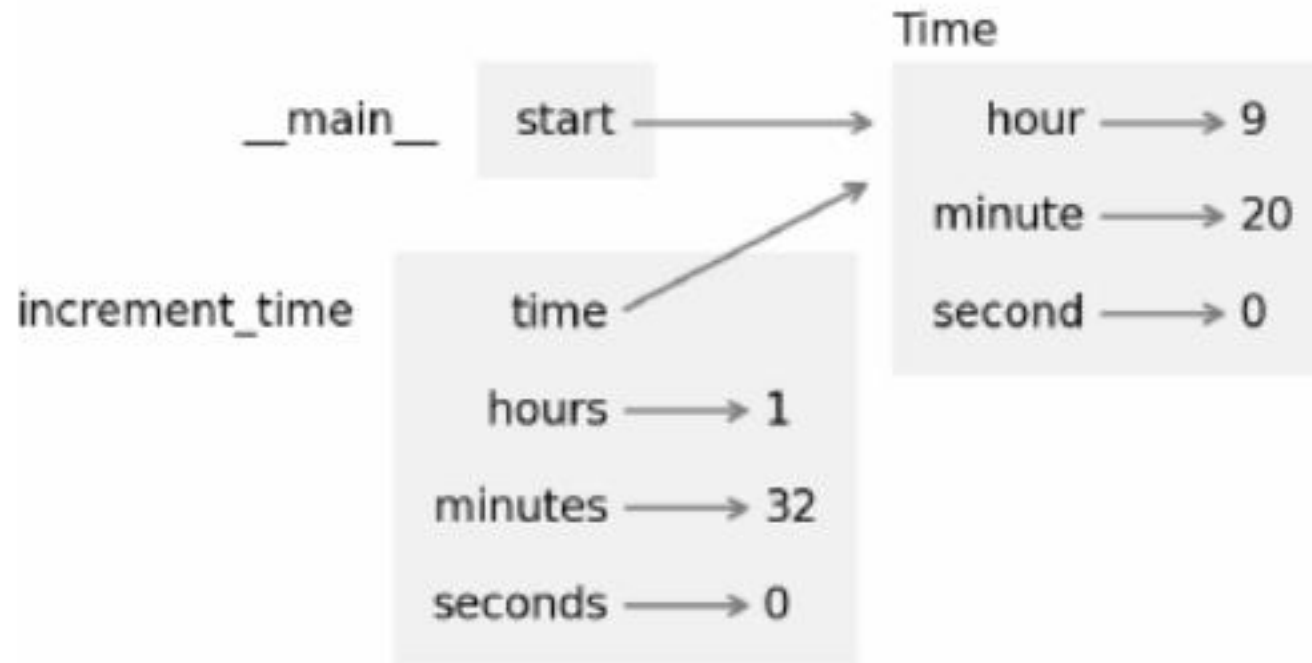 Time
__main__ start hour 9
minute 20
increment_time time second 0
hours 1
minutes 32
seconds 0